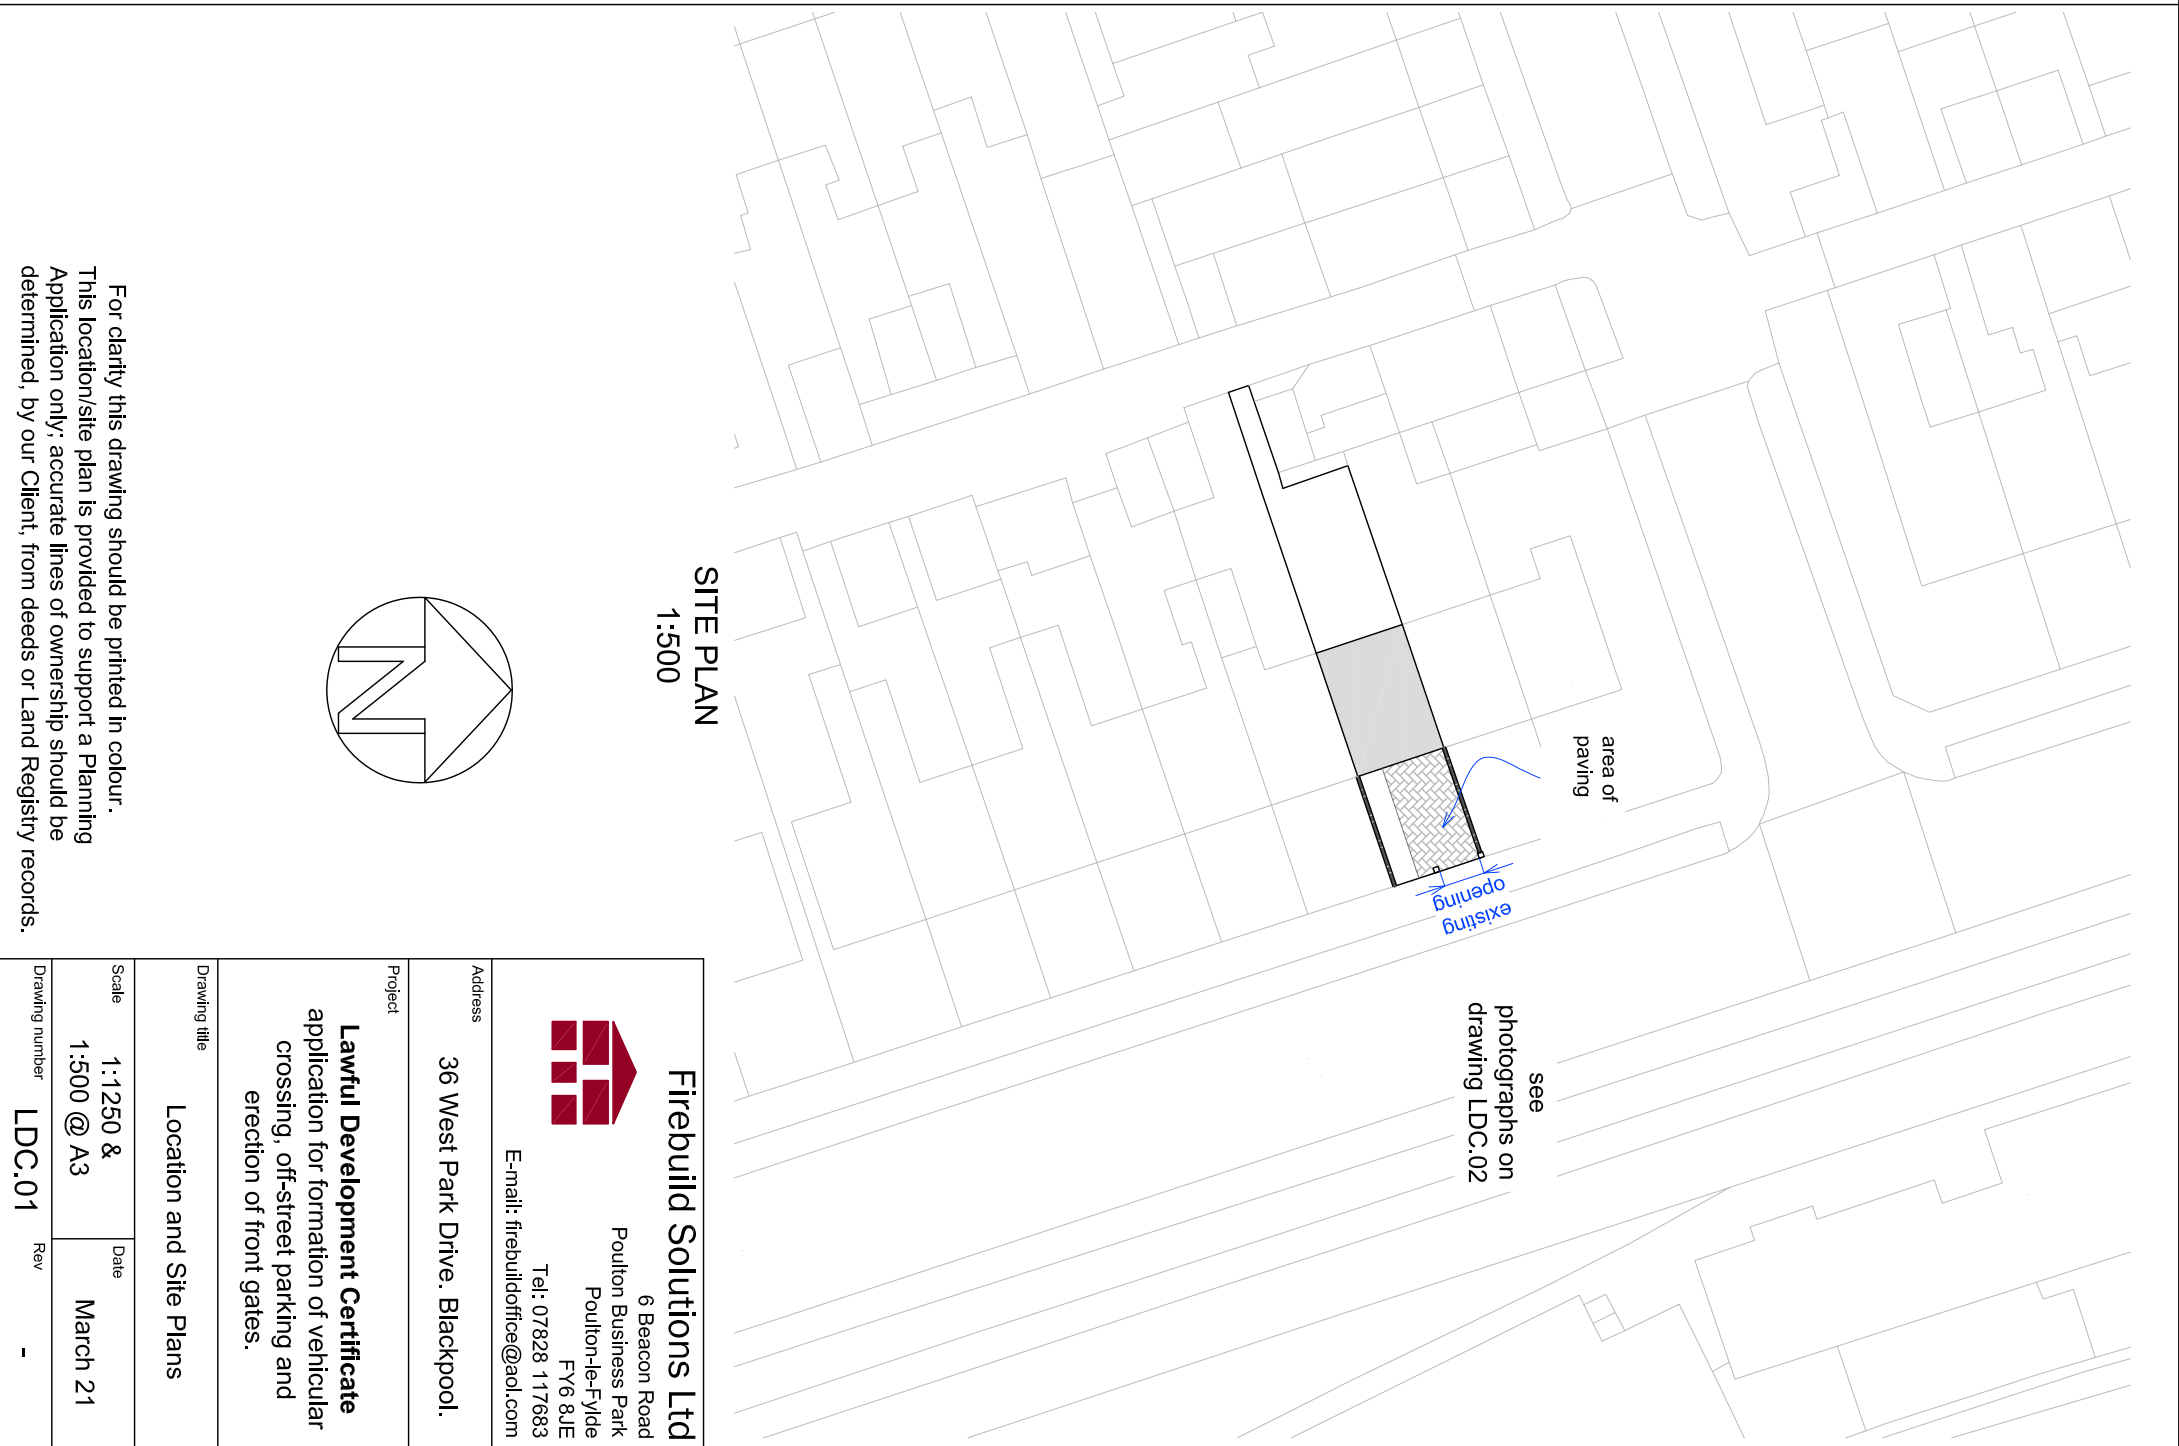 area of
paving
existing
opening
see
photographs on
drawing LDC.02
SITE PLAN
1:500
N
For clarity this drawing should be printed in colour.
This location/site plan is provided to support a Planning
Application only; accurate lines of ownership should be
determined, by our Client, from deeds or Land Registry records.
Firebuild Solutions Ltd
6 Beacon Road
Poulton Business Park
Poulton-le-Fylde
FY6 8JE
Tel: 07828 117683
E-mail: firebuildoffice@aol.com
Address
36 West Park Drive. Blackpool.
Project
Lawful Development Certificate
application for formation of vehicular
crossing, off-street parking and
erection of front gates.
Drawing title
Location and Site Plans
Scale
1:1250 &
1:500 @ A3
Date
March 21
Drawing number
LDC.01
Rev
-